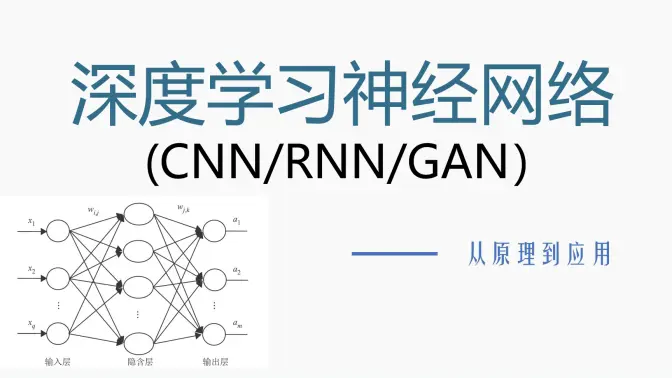 深度学习神经网络
(CNN/RNN/GAN)
从原理到应用
w_{i,j} w_{j,k}
x_1 a_1
x_2 a_2
⋮ ⋮ ⋮
x_q a_m
输入层 隐含层 输出层